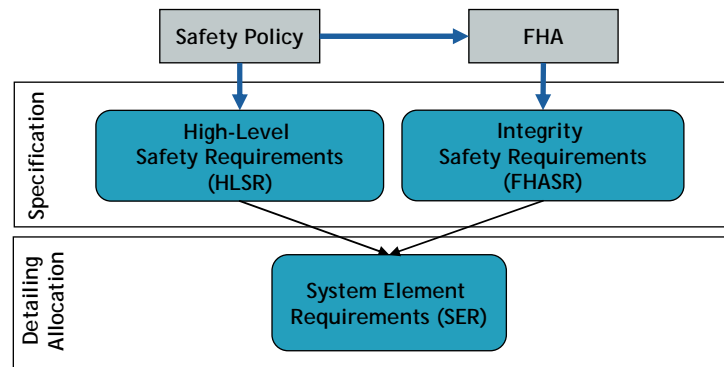 Safety Policy
FHA
Specification
High-Level
Safety Requirements
(HLSR)
Integrity
Safety Requirements
(FHASR)
Detailing
Allocation
System Element
Requirements (SER)